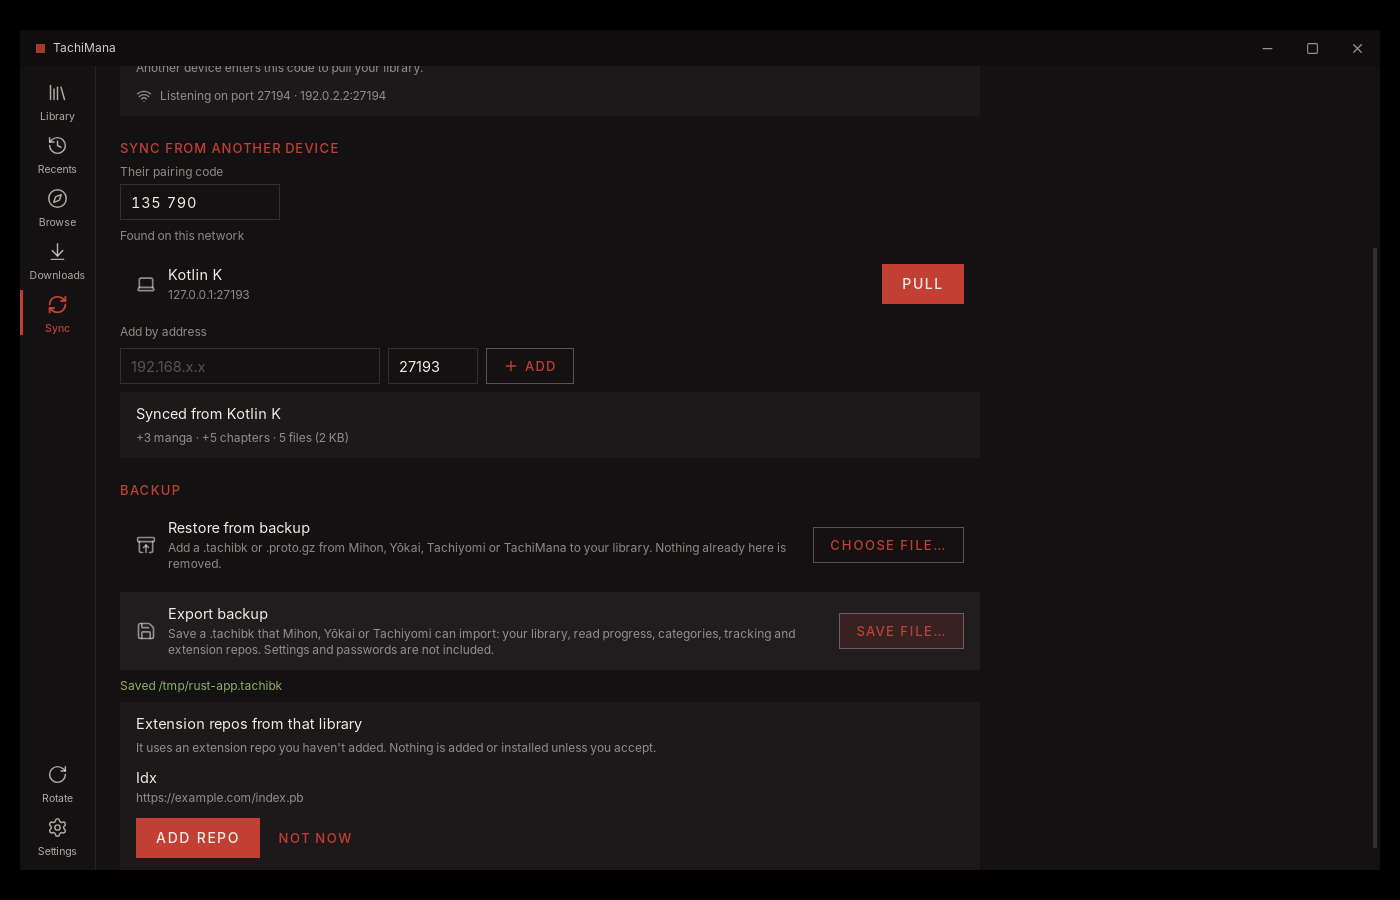 TachiMana
Another device enters this code to pull your library.
Listening on port 27194 · 192.0.2.2:27194
Library
Recents
Browse
Downloads
Sync
SYNC FROM ANOTHER DEVICE
Their pairing code
135 790
Found on this network
Kotlin K
127.0.0.1:27193
PULL
Add by address
192.168.x.x
27193
ADD
Synced from Kotlin K
+3 manga · +5 chapters · 5 files (2 KB)
BACKUP
Restore from backup
Add a .tachibk or .proto.gz from Mihon, Yōkai, Tachiyomi or TachiMana to your library. Nothing already here is
removed.
CHOOSE FILE…
Export backup
Save a .tachibk that Mihon, Yōkai or Tachiyomi can import: your library, read progress, categories, tracking and
extension repos. Settings and passwords are not included.
SAVE FILE…
Saved /tmp/rust-app.tachibk
Extension repos from that library
It uses an extension repo you haven't added. Nothing is added or installed unless you accept.
Idx
https://example.com/index.pb
ADD REPO
NOT NOW
Rotate
Settings